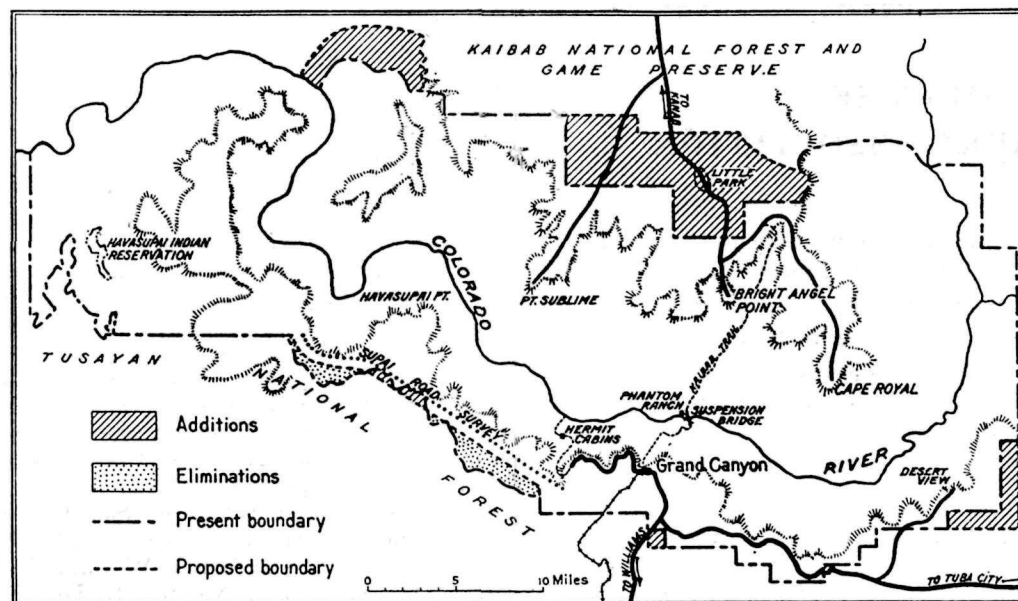 KAIBAB NATIONAL FOREST AND
GAME PRESERVE
TO
KANAB
LITTLE
PARK
HAVASUPAI INDIAN
RESERVATION
COLORADO
HAVASUPAI PT.
PT. SUBLIME
BRIGHT ANGEL
POINT
KAIBAB TRAIL
CAPE ROYAL
TUSAYAN
NATIONAL
FOREST
SUPAI
ROAD
SURVEY
PHANTOM
RANCH
SUSPENSION
BRIDGE
HERMIT
CABINS
Grand Canyon
RIVER
DESERT
VIEW
Additions
Eliminations
Present boundary
Proposed boundary
0 5 10 Miles
TO WILLIAMS
TO TUBA CITY